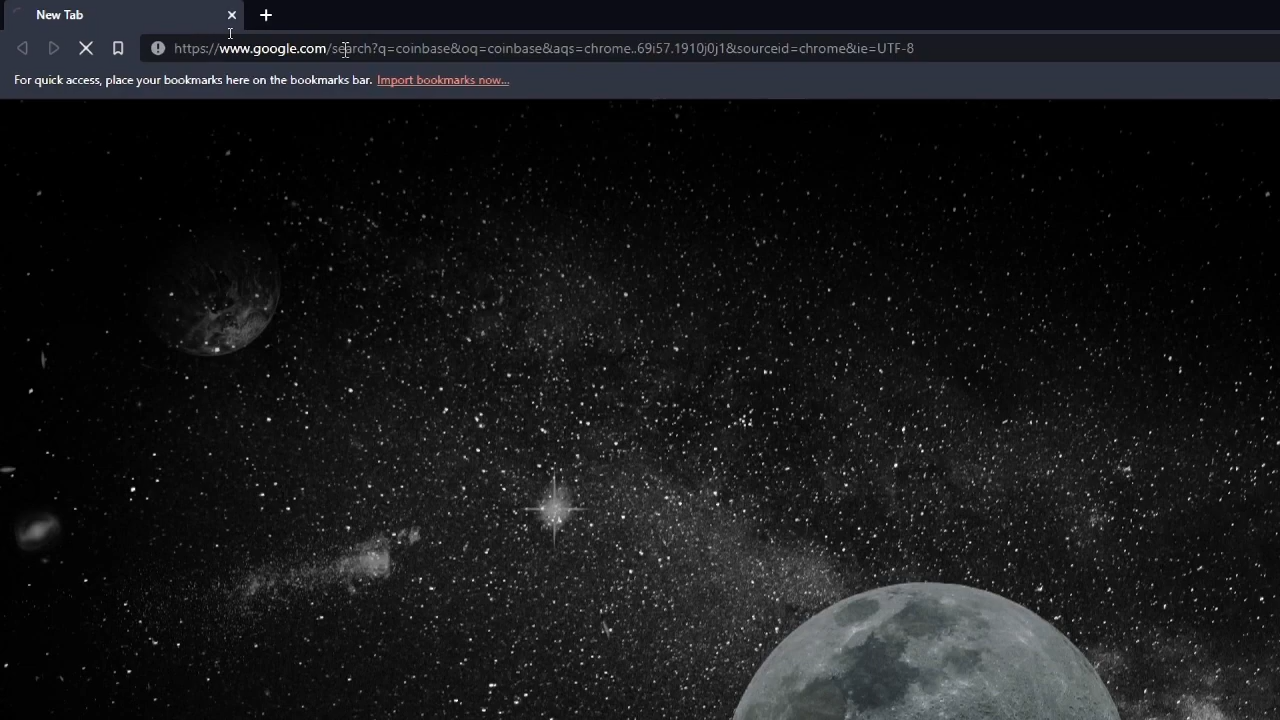 New Tab
https://www.google.com/search?q=coinbase&oq=coinbase&aqs=chrome..69i57.1910j0j1&sourceid=chrome&ie=UTF-8
For quick access, place your bookmarks here on the bookmarks bar. Import bookmarks now...